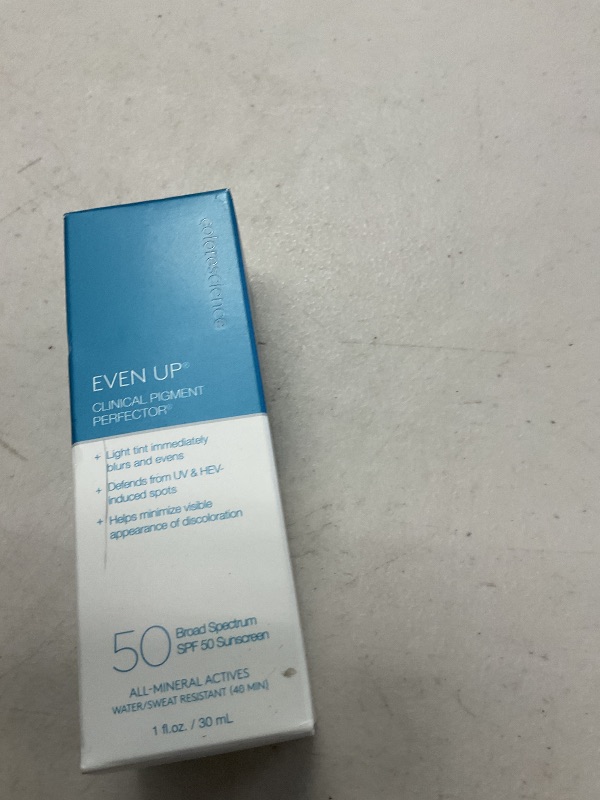 colorescience
EVEN UP®
CLINICAL PIGMENT
PERFECTOR®
+ Light tint immediately
blurs and evens
+ Defends from UV & HEV-
induced spots
+ Helps minimize visible
appearance of discoloration
50 Broad Spectrum
SPF 50 Sunscreen
ALL-MINERAL ACTIVES
WATER/SWEAT RESISTANT (40 MIN)
1 fl.oz. / 30 mL